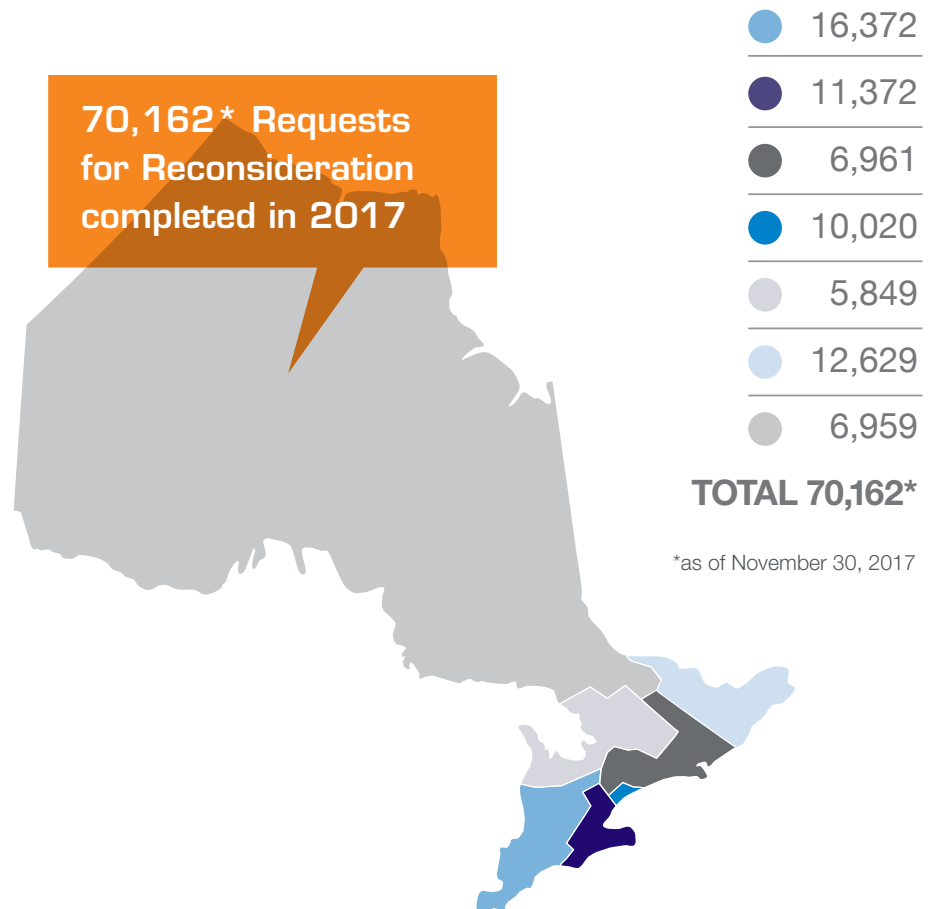 16,372
11,372
6,961
10,020
5,849
12,629
6,959
TOTAL 70,162*
*as of November 30, 2017
70,162* Requests
for Reconsideration
completed in 2017